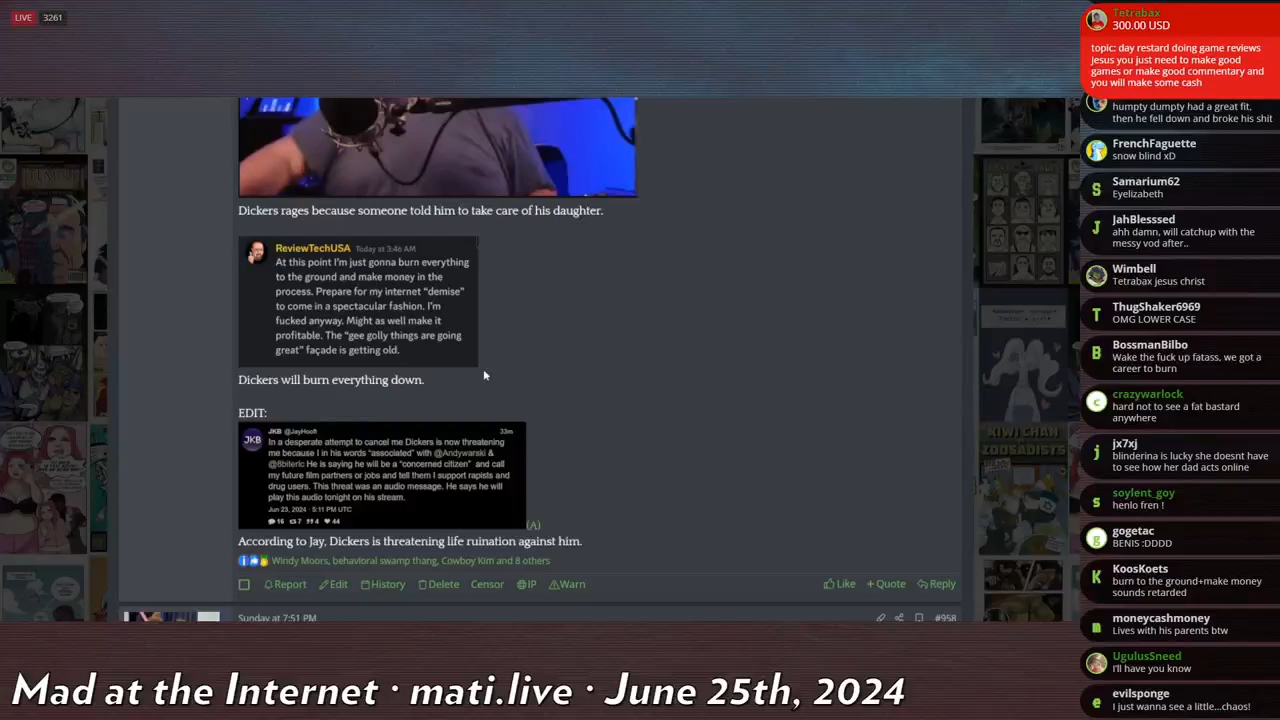 LIVE 3261
Dickers rages because someone told him to take care of his daughter.
ReviewTechUSA Today at 3:46 AM
At this point I'm just gonna burn everything
to the ground and make money in the
process. Prepare for my internet “demise”
to come in a spectacular fashion. I'm
fucked anyway. Might as well make it
profitable. The “gee golly things are going
great” façade is getting old.
Dickers will burn everything down.
EDIT:
JKB
JKB @JayHooft 33m
In a desperate attempt to cancel me Dickers is now threatening
me because I in his words “associated” with @Andywarski &
@8biteric He is saying he will be a “concerned citizen” and call
my future film partners or jobs and tell them I support rapists and
drug users. This threat was an audio message. He says he will
play this audio tonight on his stream.
Jun 23, 2024 · 5:11 PM UTC
16 14 4 44
(A)
According to Jay, Dickers is threatening life ruination against him.
Windy Moors, behavioral swamp thang, Cowboy Kim and 8 others
Report Edit History Delete Censor IP Warn
Like + Quote Reply
Sunday at 7:51 PM
#958
KIWI CHAN
ZOOSADISTS
Tetrabax
300.00 USD
topic: day restard doing game reviews
jesus you just need to make good
games or make good commentary and
you will make some cash
humpty dumpty had a great fit,
then he fell down and broke his shit
FrenchFaguette
snow blind xD
S
Samarium62
Eyelizabeth
J
JahBlesssed
ahh damn, will catchup with the
messy vod after..
Wimbell
Tetrabax jesus christ
T
ThugShaker6969
OMG LOWER CASE
B
BossmanBilbo
Wake the fuck up fatass, we got a
career to burn
c
crazywarlock
hard not to see a fat bastard
anywhere
j
jx7xj
blinderina is lucky she doesnt have
to see how her dad acts online
s
soylent_goy
henlo fren !
g
gogetac
BENIS :DDDD
K
KoosKoets
burn to the ground+make money
sounds retarded
m
moneycashmoney
Lives with his parents btw
UgulusSneed
I'll have you know
e
evilsponge
I just wanna see a little...chaos!
Mad at the Internet · mati.live · June 25th, 2024